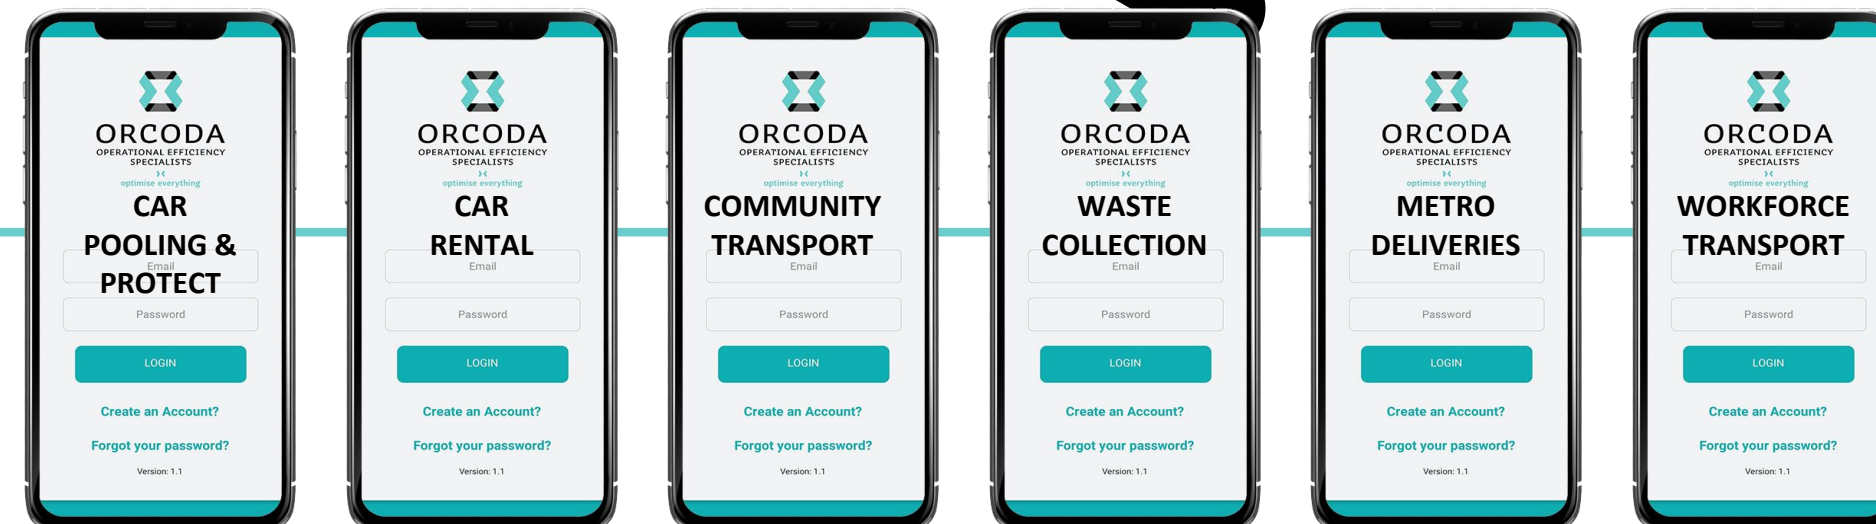 ORCODA
OPERATIONAL EFFICIENCY
SPECIALISTS
optimise everything
CAR
POOLING &
PROTECT
Email
Password
LOGIN
Create an Account?
Forgot your password?
Version: 1.1
ORCODA
OPERATIONAL EFFICIENCY
SPECIALISTS
optimise everything
CAR
RENTAL
Email
Password
LOGIN
Create an Account?
Forgot your password?
Version: 1.1
ORCODA
OPERATIONAL EFFICIENCY
SPECIALISTS
optimise everything
COMMUNITY
TRANSPORT
Email
Password
LOGIN
Create an Account?
Forgot your password?
Version: 1.1
ORCODA
OPERATIONAL EFFICIENCY
SPECIALISTS
optimise everything
WASTE
COLLECTION
Email
Password
LOGIN
Create an Account?
Forgot your password?
Version: 1.1
ORCODA
OPERATIONAL EFFICIENCY
SPECIALISTS
optimise everything
METRO
DELIVERIES
Email
Password
LOGIN
Create an Account?
Forgot your password?
Version: 1.1
ORCODA
OPERATIONAL EFFICIENCY
SPECIALISTS
optimise everything
WORKFORCE
TRANSPORT
Email
Password
LOGIN
Create an Account?
Forgot your password?
Version: 1.1